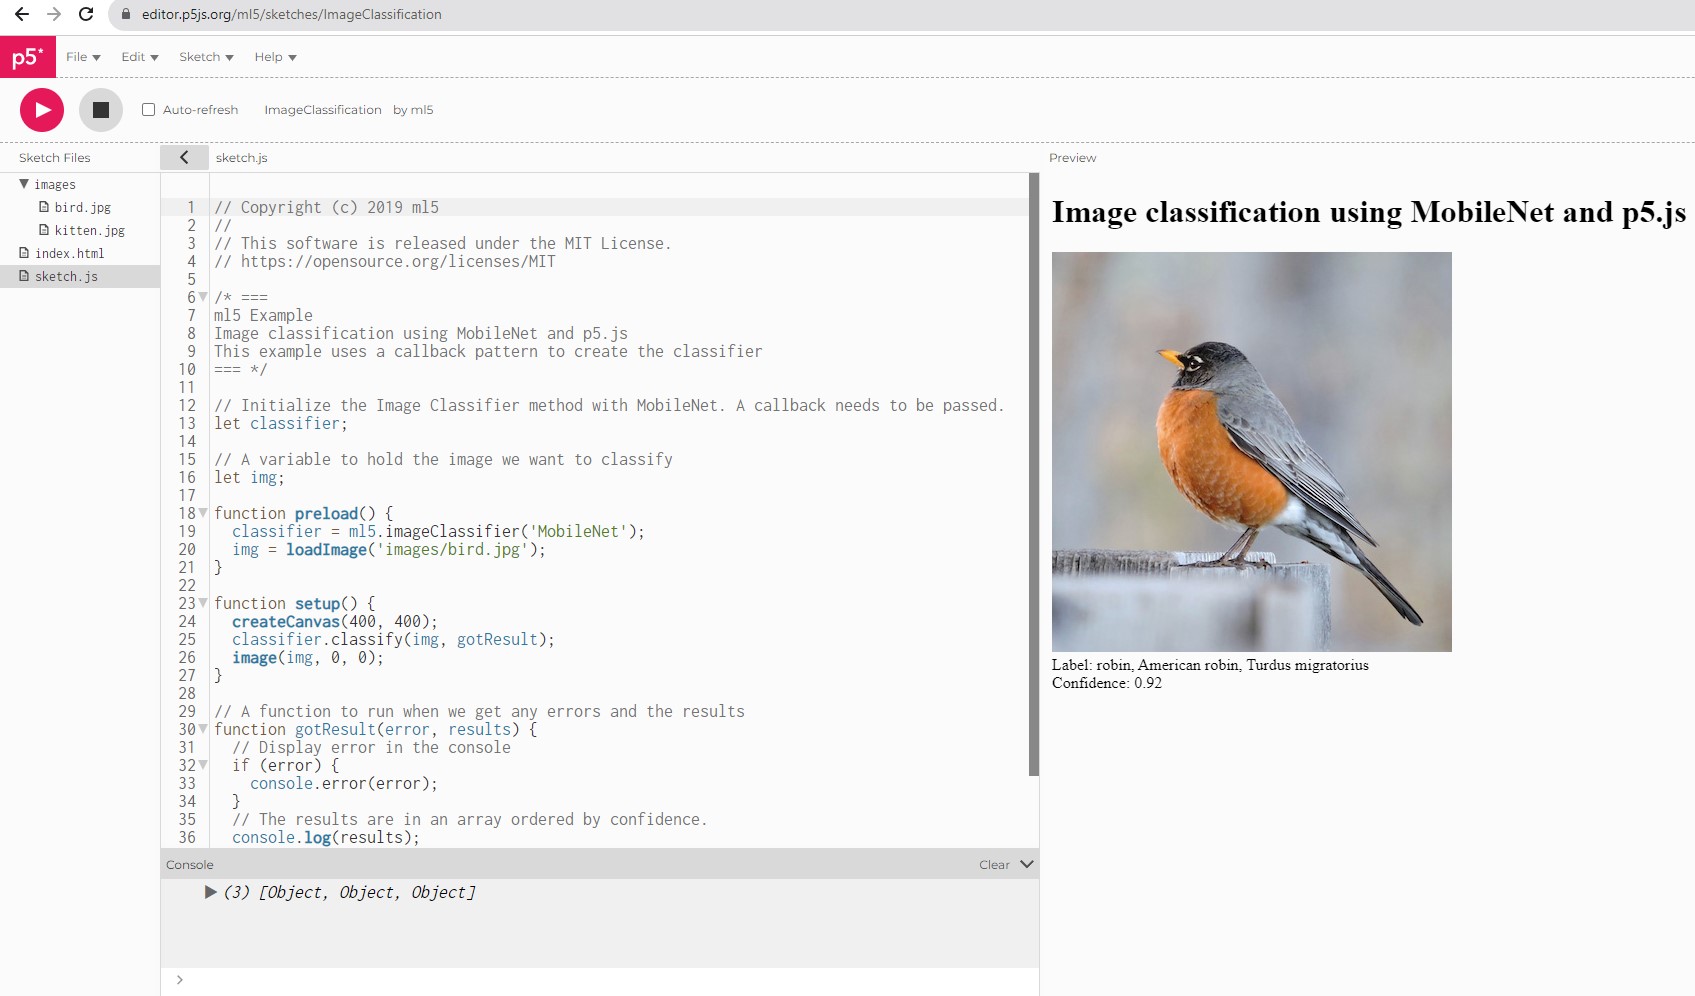 editor.p5js.org/ml5/sketches/ImageClassification
p5*
File Edit Sketch Help
Auto-refresh ImageClassification by ml5
Sketch Files
images
bird.jpg
kitten.jpg
index.html
sketch.js
sketch.js
1 // Copyright (c) 2019 ml5
2 //
3 // This software is released under the MIT License.
4 // https://opensource.org/licenses/MIT
5
6 /* ===
7 ml5 Example
8 Image classification using MobileNet and p5.js
9 This example uses a callback pattern to create the classifier
10 === */
11
12 // Initialize the Image Classifier method with MobileNet. A callback needs to be passed.
13 let classifier;
14
15 // A variable to hold the image we want to classify
16 let img;
17
18 function preload() {
19   classifier = ml5.imageClassifier('MobileNet');
20   img = loadImage('images/bird.jpg');
21 }
22
23 function setup() {
24   createCanvas(400, 400);
25   classifier.classify(img, gotResult);
26   image(img, 0, 0);
27 }
28
29 // A function to run when we get any errors and the results
30 function gotResult(error, results) {
31   // Display error in the console
32   if (error) {
33     console.error(error);
34   }
35   // The results are in an array ordered by confidence.
36   console.log(results);
Console Clear
(3) [Object, Object, Object]
>
Preview
Image classification using MobileNet and p5.js
Label: robin, American robin, Turdus migratorius
Confidence: 0.92